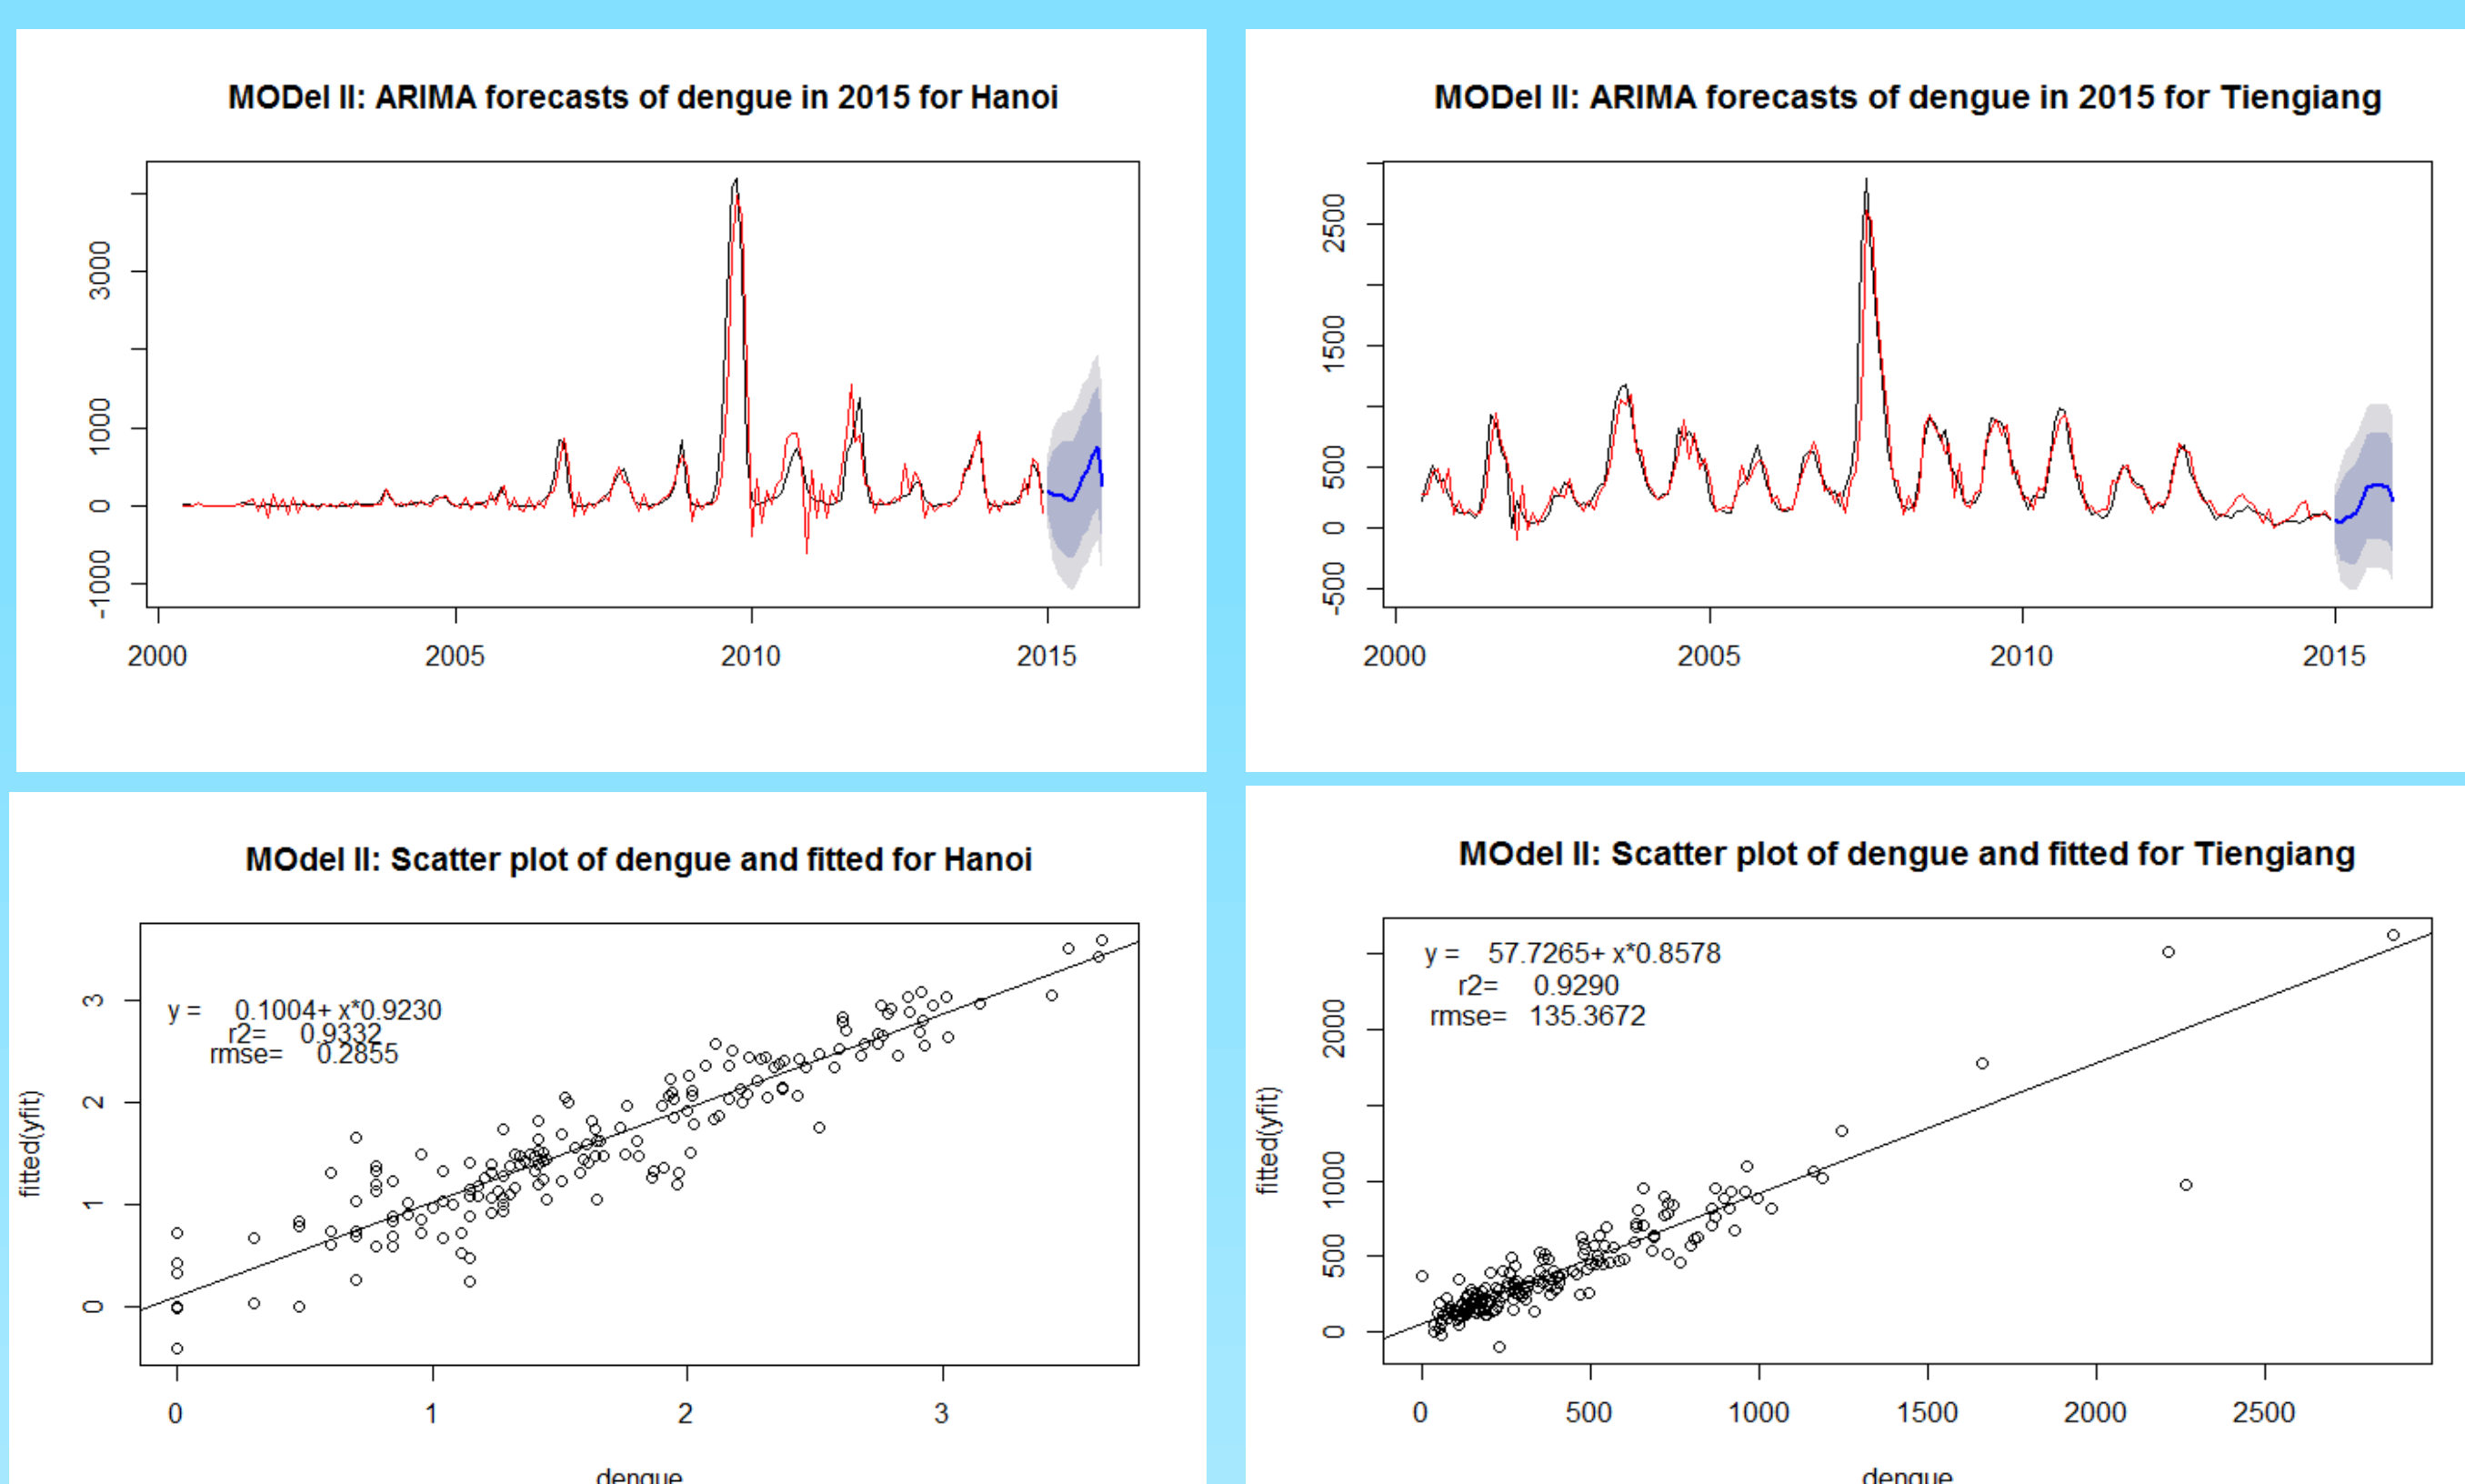 MODel II: ARIMA forecasts of dengue in 2015 for Hanoi
3000
1000
0
-1000
2000 2005 2010 2015
MODel II: ARIMA forecasts of dengue in 2015 for Tiengiang
2500
1500
500
0
-500
2000 2005 2010 2015
MOdel II: Scatter plot of dengue and fitted for Hanoi
y = 0.1004+ x*0.9230
r2= 0.9332
rmse= 0.2855
fitted(yfit)
3
2
1
0
0 1 2 3
dengue
MOdel II: Scatter plot of dengue and fitted for Tiengiang
y = 57.7265+ x*0.8578
r2= 0.9290
rmse= 135.3672
fitted(yfit)
2000
1000
500
0
0 500 1000 1500 2000 2500
dengue